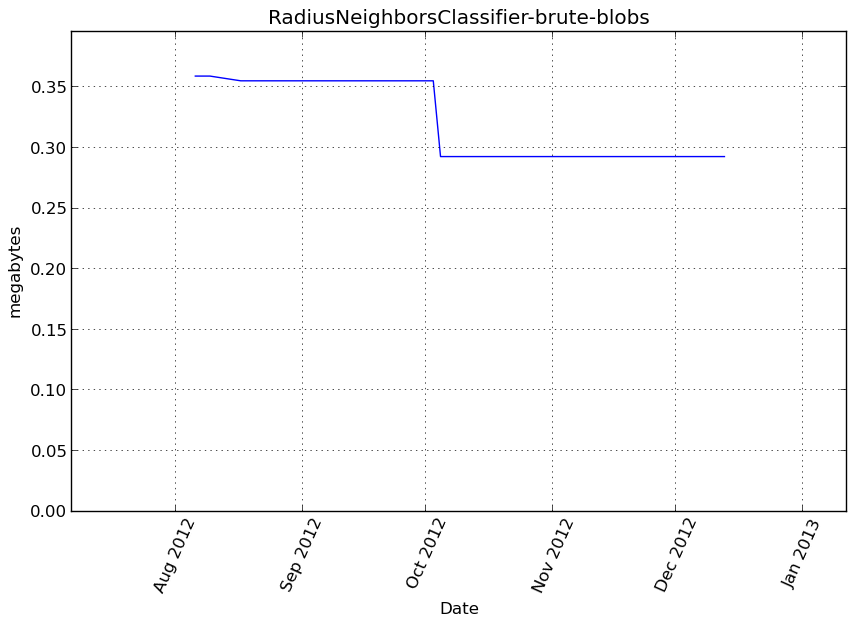 RadiusNeighborsClassifier-brute-blobs
0.35
0.30
0.25
0.20
0.15
0.10
0.05
0.00
megabytes
Aug 2012
Sep 2012
Oct 2012
Nov 2012
Dec 2012
Jan 2013
Date